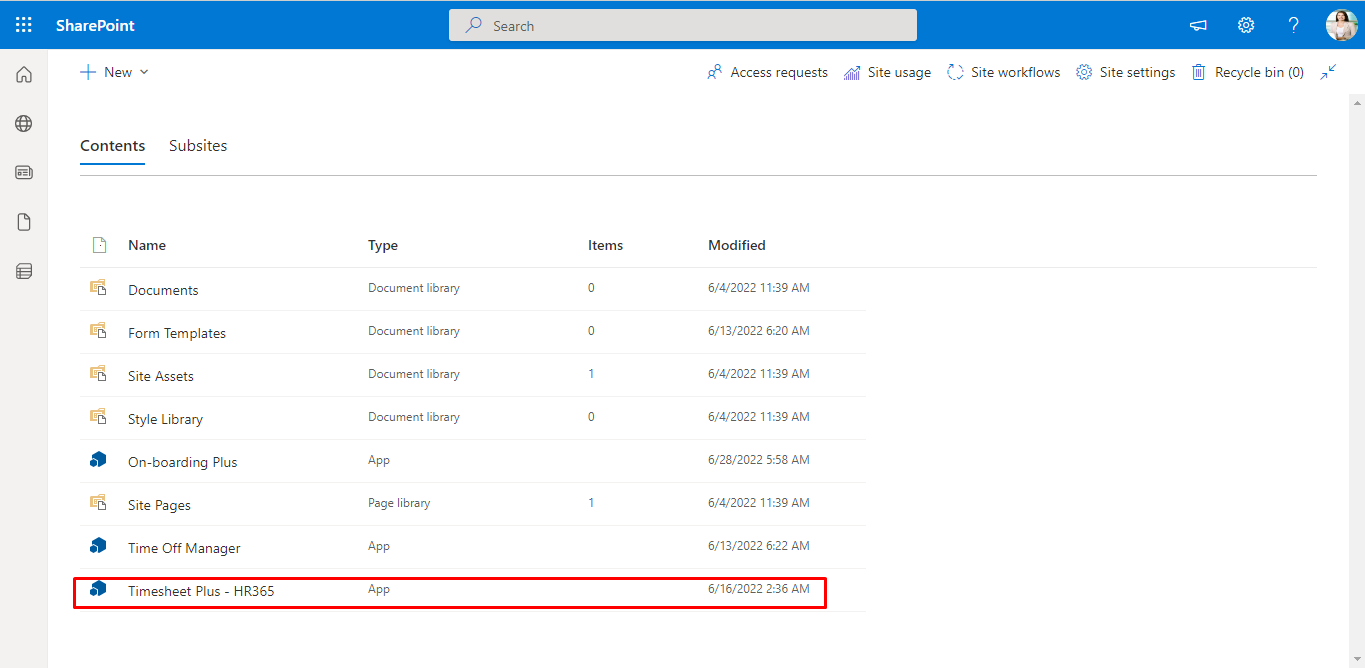 SharePoint Search
New Access requests Site usage Site workflows Site settings Recycle bin (0)
Contents Subsites
Name Type Items Modified
Documents Document library 0 6/4/2022 11:39 AM
Form Templates Document library 0 6/13/2022 6:20 AM
Site Assets Document library 1 6/4/2022 11:39 AM
Style Library Document library 0 6/4/2022 11:39 AM
On-boarding Plus App 6/28/2022 5:58 AM
Site Pages Page library 1 6/4/2022 11:39 AM
Time Off Manager App 6/13/2022 6:22 AM
Timesheet Plus - HR365 App 6/16/2022 2:36 AM